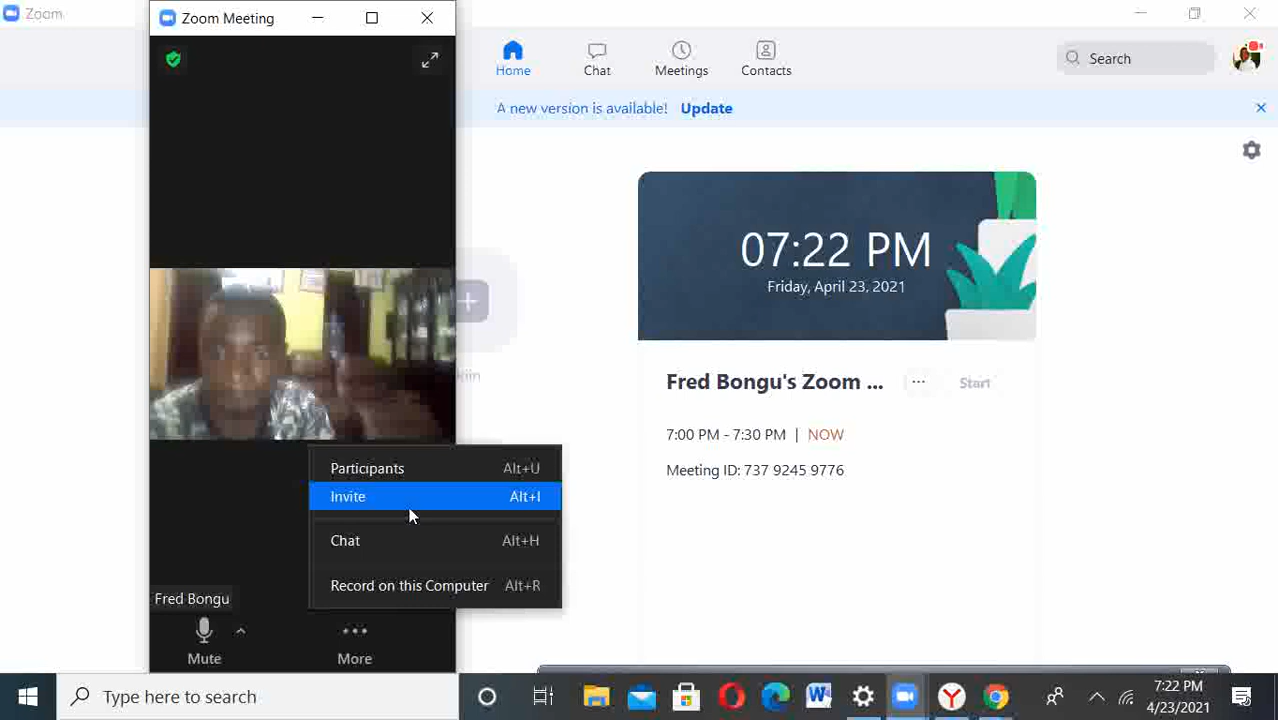 Zoom
Zoom Meeting
Home
Chat
Meetings
Contacts
Search
A new version is available! Update
07:22 PM
Friday, April 23, 2021
Fred Bongu's Zoom ...
Start
7:00 PM - 7:30 PM | NOW
Meeting ID: 737 9245 9776
Participants Alt+U
Invite Alt+I
Chat Alt+H
Record on this Computer Alt+R
Fred Bongu
Mute
More
Type here to search
7:22 PM
4/23/2021